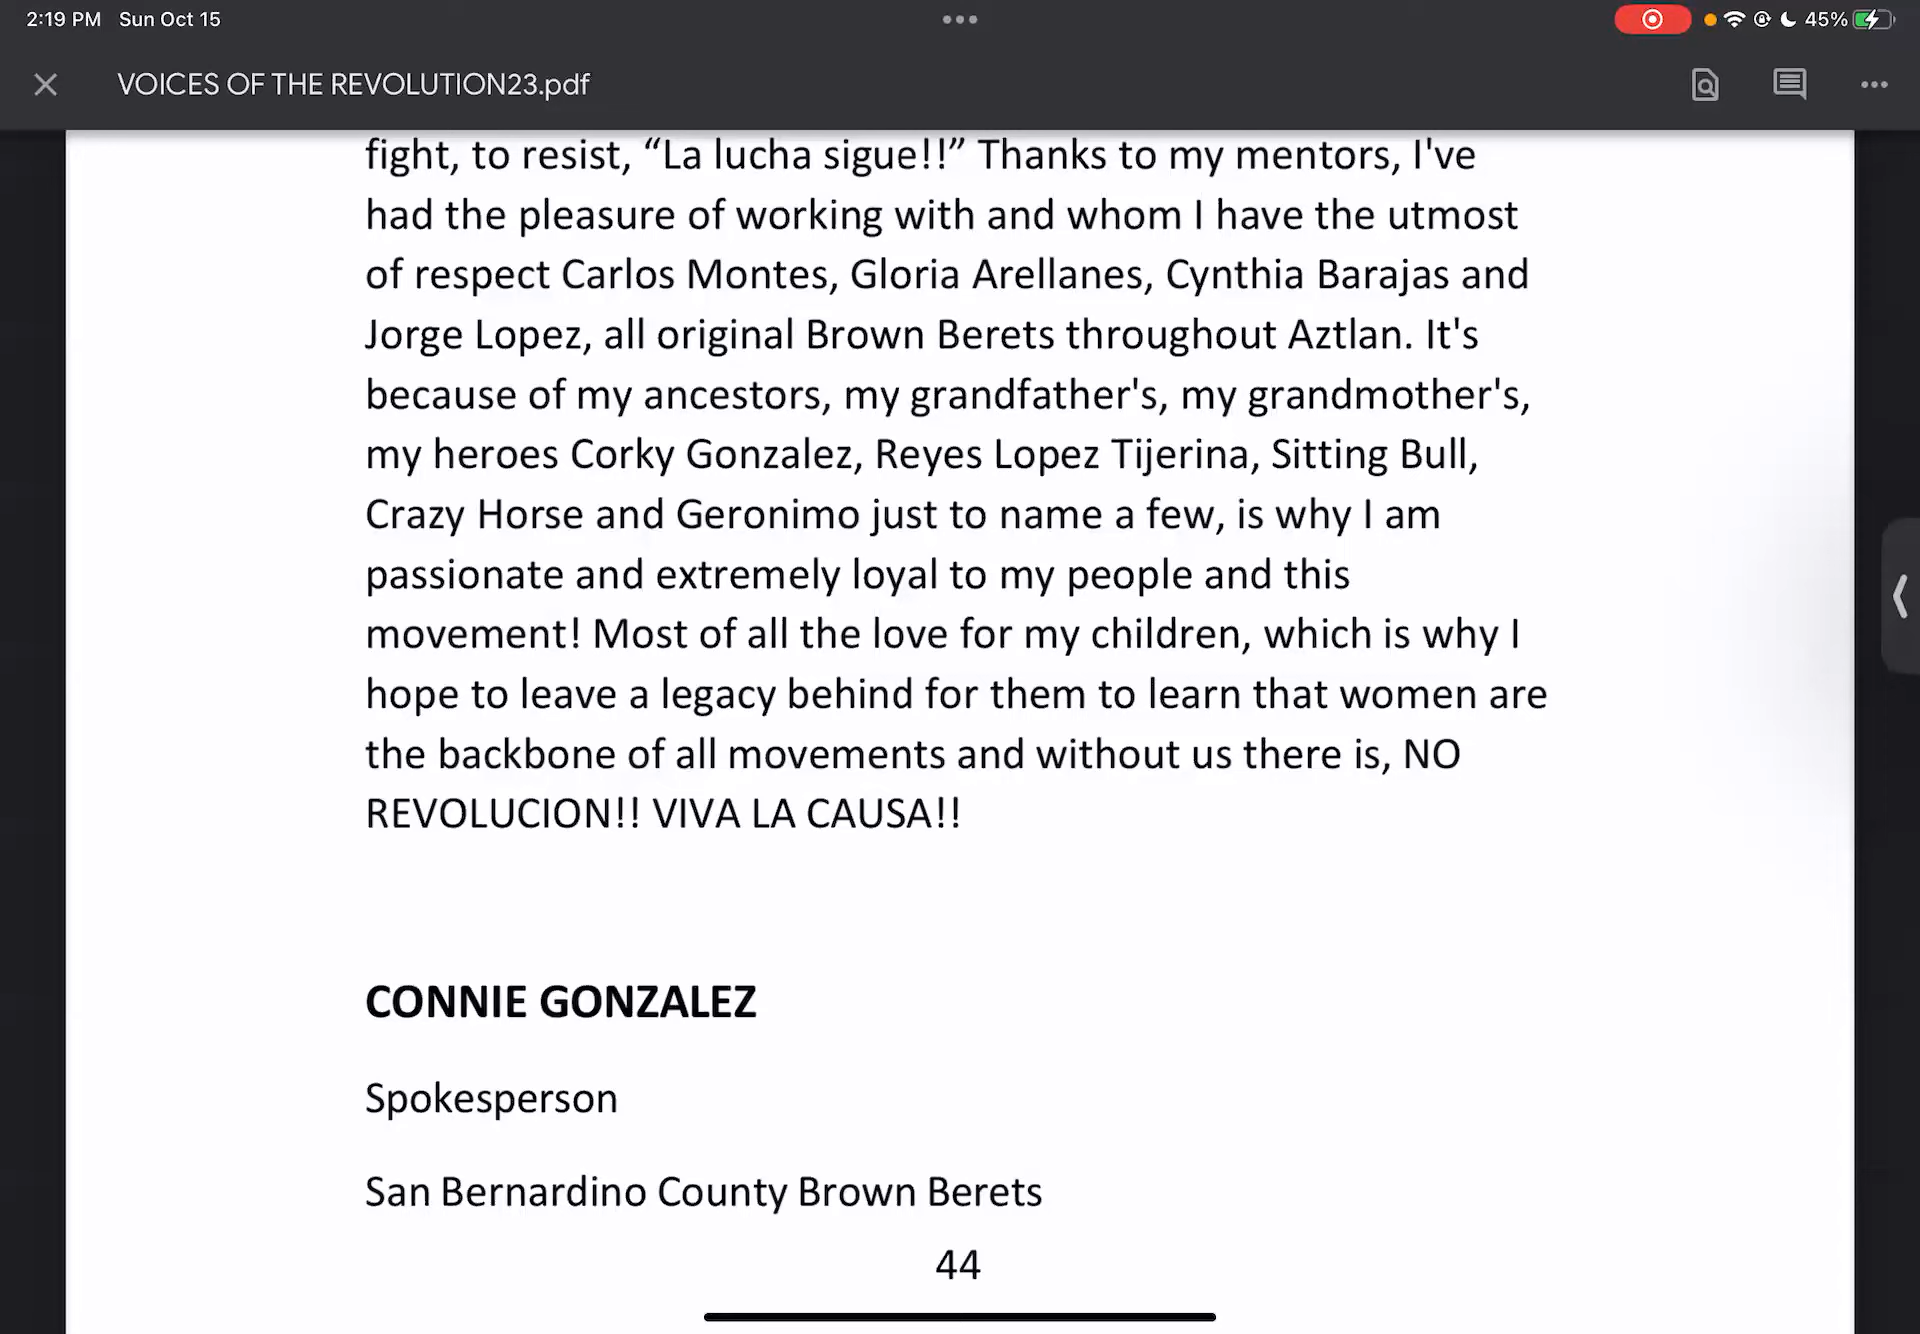 2:19 PM Sun Oct 15
45%
VOICES OF THE REVOLUTION23.pdf
fight, to resist, “La lucha sigue!!” Thanks to my mentors, I've
had the pleasure of working with and whom I have the utmost
of respect Carlos Montes, Gloria Arellanes, Cynthia Barajas and
Jorge Lopez, all original Brown Berets throughout Aztlan. It's
because of my ancestors, my grandfather's, my grandmother's,
my heroes Corky Gonzalez, Reyes Lopez Tijerina, Sitting Bull,
Crazy Horse and Geronimo just to name a few, is why I am
passionate and extremely loyal to my people and this
movement! Most of all the love for my children, which is why I
hope to leave a legacy behind for them to learn that women are
the backbone of all movements and without us there is, NO
REVOLUCION!! VIVA LA CAUSA!!
CONNIE GONZALEZ
Spokesperson
San Bernardino County Brown Berets
44